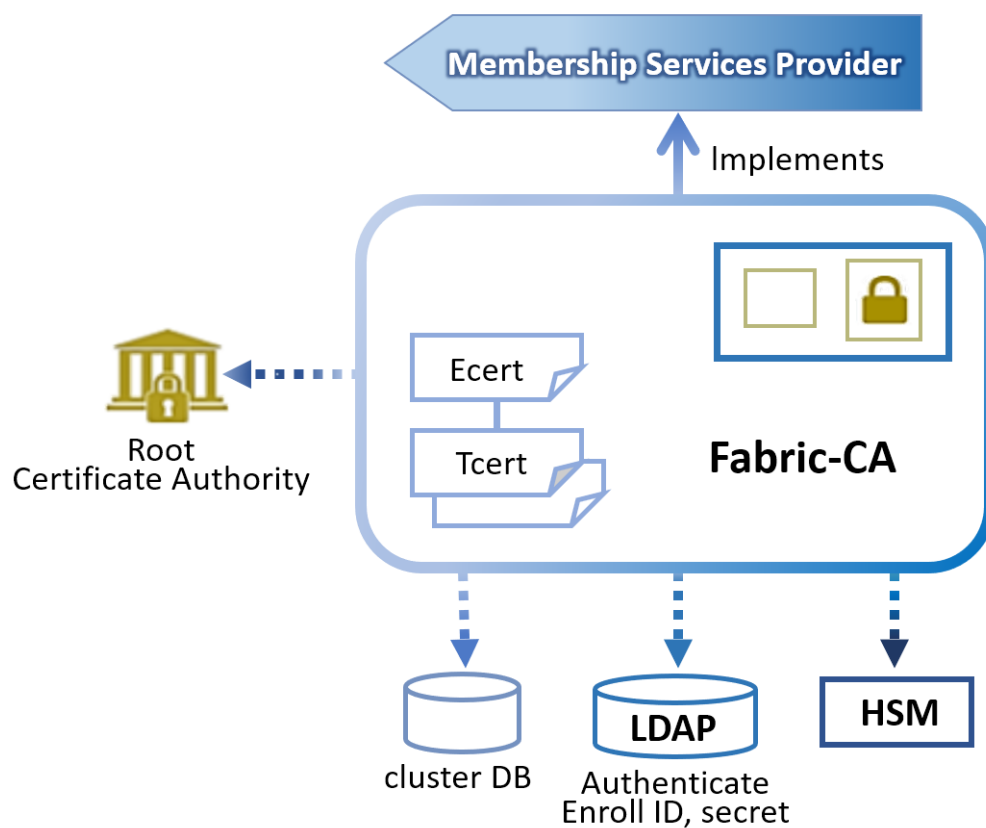 Membership Services Provider
Implements
Ecert
Tcert
Fabric-CA
Root
Certificate Authority
cluster DB
LDAP
Authenticate
Enroll ID, secret
HSM